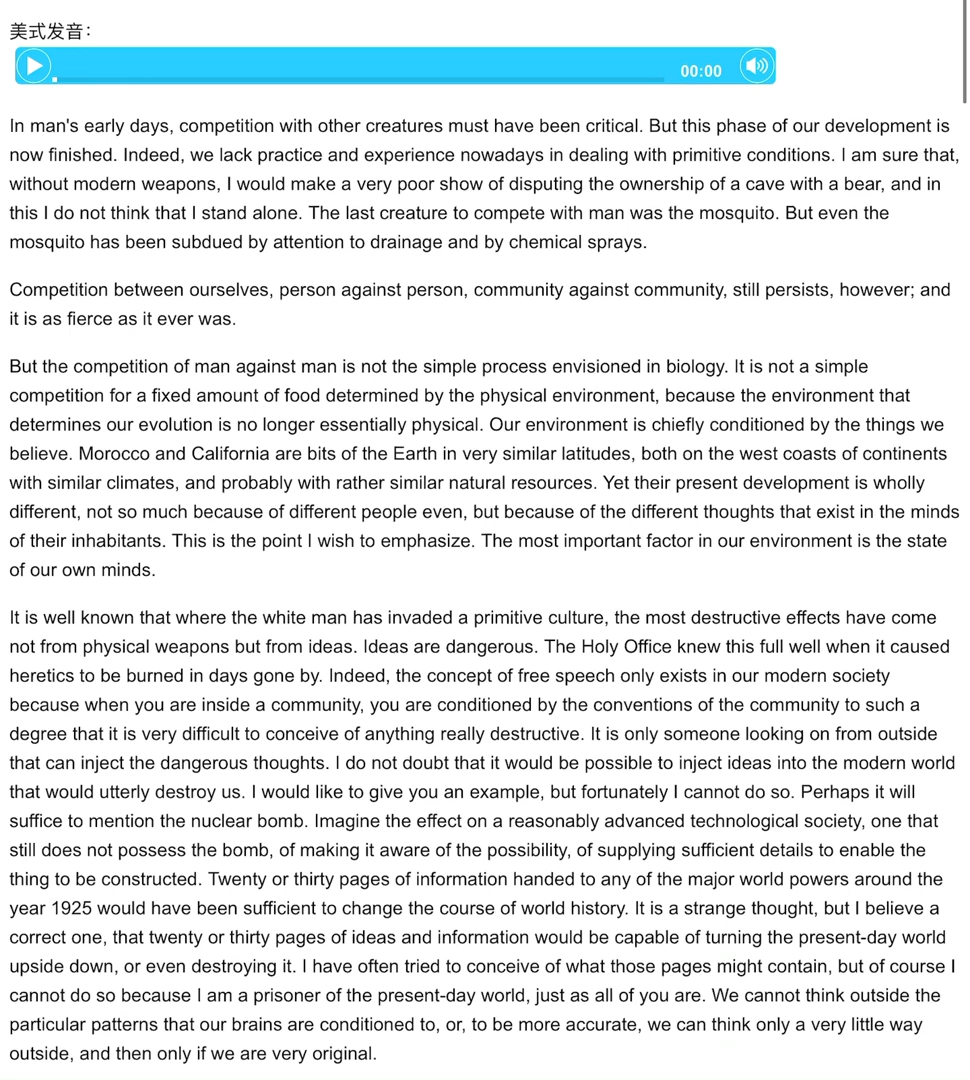 美式发音：
00:00
In man's early days, competition with other creatures must have been critical. But this phase of our development is
now finished. Indeed, we lack practice and experience nowadays in dealing with primitive conditions. I am sure that,
without modern weapons, I would make a very poor show of disputing the ownership of a cave with a bear, and in
this I do not think that I stand alone. The last creature to compete with man was the mosquito. But even the
mosquito has been subdued by attention to drainage and by chemical sprays.
Competition between ourselves, person against person, community against community, still persists, however; and
it is as fierce as it ever was.
But the competition of man against man is not the simple process envisioned in biology. It is not a simple
competition for a fixed amount of food determined by the physical environment, because the environment that
determines our evolution is no longer essentially physical. Our environment is chiefly conditioned by the things we
believe. Morocco and California are bits of the Earth in very similar latitudes, both on the west coasts of continents
with similar climates, and probably with rather similar natural resources. Yet their present development is wholly
different, not so much because of different people even, but because of the different thoughts that exist in the minds
of their inhabitants. This is the point I wish to emphasize. The most important factor in our environment is the state
of our own minds.
It is well known that where the white man has invaded a primitive culture, the most destructive effects have come
not from physical weapons but from ideas. Ideas are dangerous. The Holy Office knew this full well when it caused
heretics to be burned in days gone by. Indeed, the concept of free speech only exists in our modern society
because when you are inside a community, you are conditioned by the conventions of the community to such a
degree that it is very difficult to conceive of anything really destructive. It is only someone looking on from outside
that can inject the dangerous thoughts. I do not doubt that it would be possible to inject ideas into the modern world
that would utterly destroy us. I would like to give you an example, but fortunately I cannot do so. Perhaps it will
suffice to mention the nuclear bomb. Imagine the effect on a reasonably advanced technological society, one that
still does not possess the bomb, of making it aware of the possibility, of supplying sufficient details to enable the
thing to be constructed. Twenty or thirty pages of information handed to any of the major world powers around the
year 1925 would have been sufficient to change the course of world history. It is a strange thought, but I believe a
correct one, that twenty or thirty pages of ideas and information would be capable of turning the present-day world
upside down, or even destroying it. I have often tried to conceive of what those pages might contain, but of course I
cannot do so because I am a prisoner of the present-day world, just as all of you are. We cannot think outside the
particular patterns that our brains are conditioned to, or, to be more accurate, we can think only a very little way
outside, and then only if we are very original.